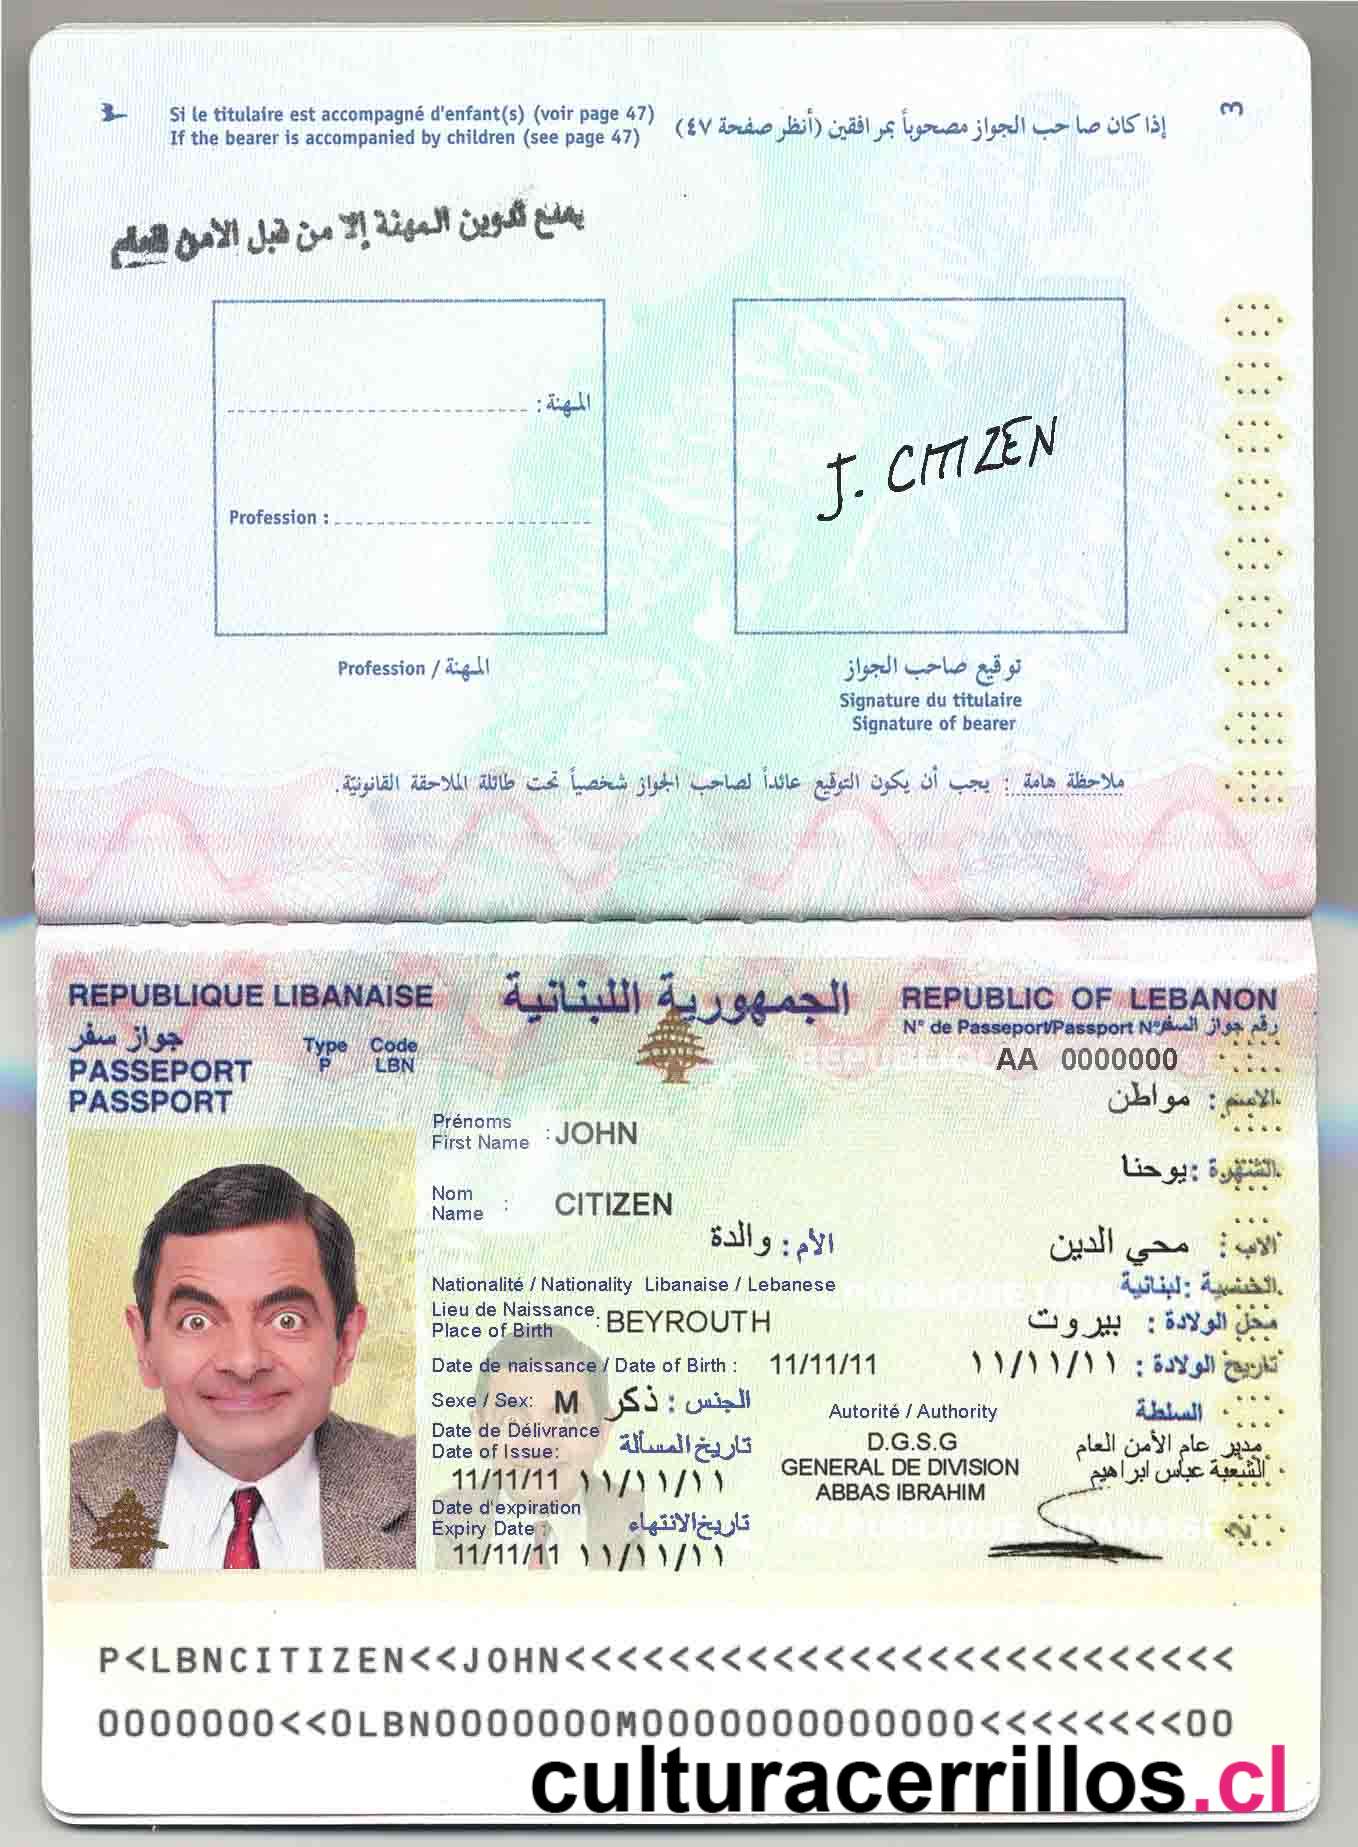 3
Si le titulaire est accompagné d'enfant(s) (voir page 47)
If the bearer is accompanied by children (see page 47)
إذا كان صاحب الجواز مصحوباً بمرافقين (أنظر صفحة ٤٧)
يمنع تدوين المهنة إلا من قبل الأمن العام
المهنة :
Profession :
Profession / المهنة
J. CITIZEN
توقيع صاحب الجواز
Signature du titulaire
Signature of bearer
ملاحظة هامة : يجب أن يكون التوقيع عائداً لصاحب الجواز شخصياً تحت طائلة الملاحقة القانونيّة.
REPUBLIQUE LIBANAISE
الجمهورية اللبنانية
REPUBLIC OF LEBANON
جواز سفر
PASSEPORT
PASSPORT
Type Code
P LBN
N° de Passeport/Passport N° رقم جواز السفر
AA 0000000
الاسم : مواطن
Prénoms
First Name : JOHN
الشهرة : يوحنا
Nom
Name : CITIZEN
الأم : والدة
الاب : محي الدين
Nationalité / Nationality Libanaise / Lebanese
الخنسية : لبنانية
Lieu de Naissance
Place of Birth : BEYROUTH
محل الولادة : بيروت
Date de naissance / Date of Birth : 11/11/11
تاريخ الولادة : ١١/١١/١١
Sexe / Sex: M
الجنس : ذكر
Date de Délivrance
Date of Issue:
تاريخ المسألة
11/11/11 ١١/١١/١١
Date d'expiration
Expiry Date :
تاريخ الانتهاء
11/11/11 ١١/١١/١١
Autorité / Authority
السلطة
D.G.S.G
GENERAL DE DIVISION
ABBAS IBRAHIM
مدير عام الأمن العام
الشعبة عباس ابراهيم
2
P<LBNCITIZEN<<JOHN<<<<<<<<<<<<<<<<<<<<<<<<<<
0000000<<0LBN0000000M0000000000000<<<<<<<<00
culturacerrillos.cl